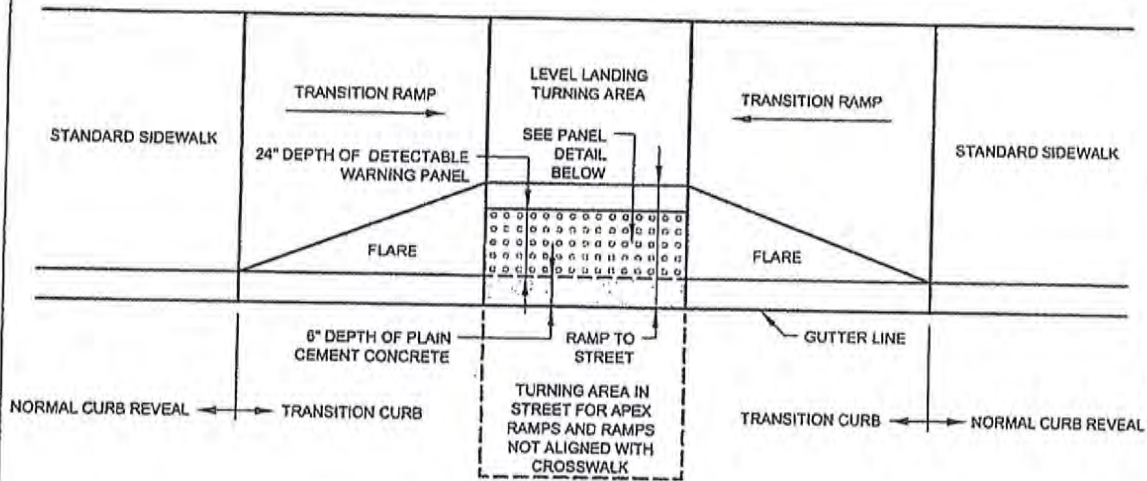 STANDARD SIDEWALK
TRANSITION RAMP
24" DEPTH OF DETECTABLE
WARNING PANEL
FLARE
LEVEL LANDING
TURNING AREA
SEE PANEL
DETAIL
BELOW
TRANSITION RAMP
STANDARD SIDEWALK
FLARE
6" DEPTH OF PLAIN
CEMENT CONCRETE
RAMP TO
STREET
GUTTER LINE
NORMAL CURB REVEAL
TRANSITION CURB
TURNING AREA IN
STREET FOR APEX
RAMPS AND RAMPS
NOT ALIGNED WITH
CROSSWALK
TRANSITION CURB
NORMAL CURB REVEAL